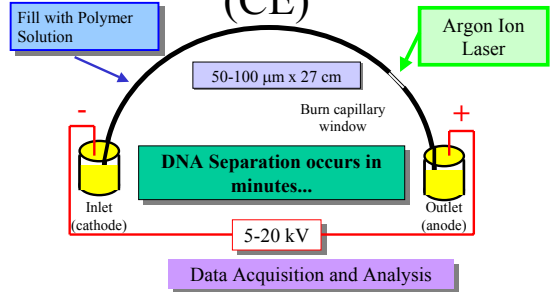 (CE)
Fill with Polymer
Solution
Argon Ion
Laser
50-100 μm x 27 cm
Burn capillary
window
-
+
DNA Separation occurs in
minutes...
Inlet
(cathode)
Outlet
(anode)
5-20 kV
Data Acquisition and Analysis